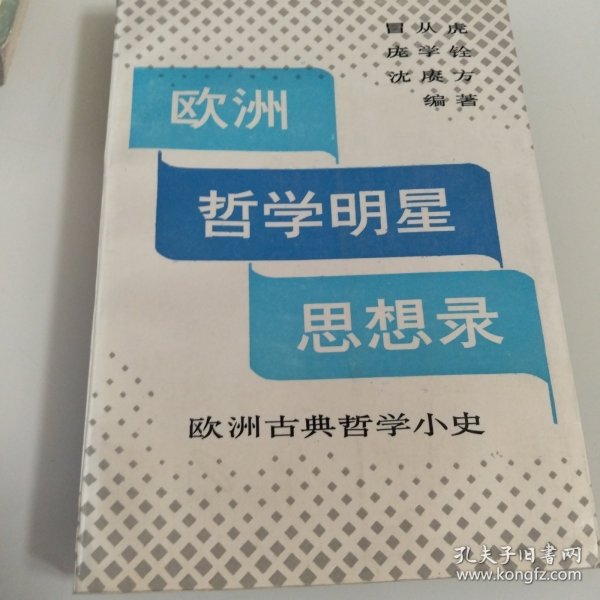 冒从虎
庞学铨
沈赓方
编著
欧洲
哲学明星
思想录
欧洲古典哲学小史
孔夫子旧书网
www.kongfz.com